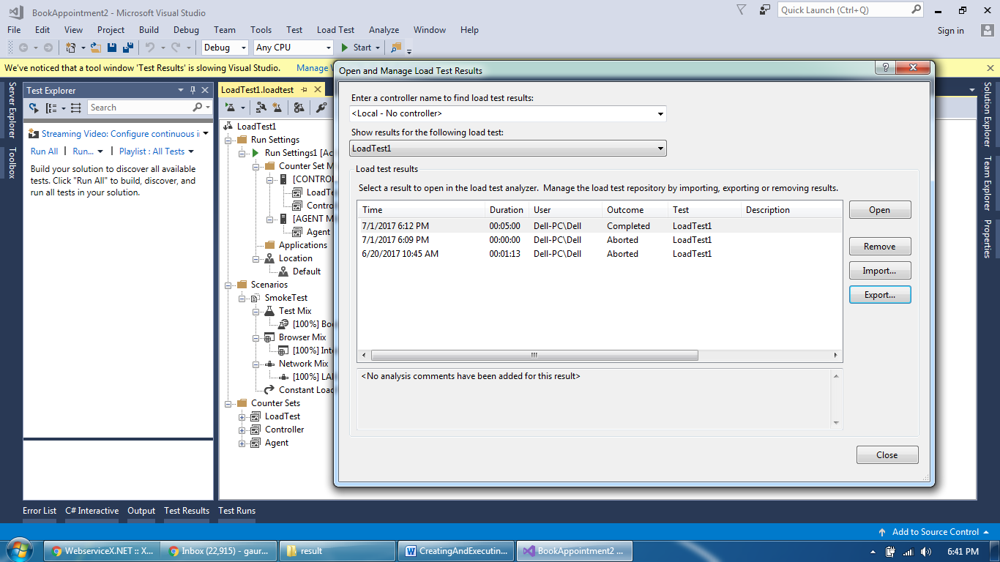 BookAppointment2 - Microsoft Visual Studio
Quick Launch (Ctrl+Q)
File Edit View Project Build Debug Team Tools Test Load Test Analyze Window Help
Sign in
Debug Any CPU Start
We've noticed that a tool window 'Test Results' is slowing Visual Studio. Manage
Server Explorer
Toolbox
Test Explorer
Search
Streaming Video: Configure continuous
Run All | Run... | Playlist : All Tests
Build your solution to discover all available
tests. Click "Run All" to build, discover, and
run all tests in your solution.
LoadTest1.loadtest
LoadTest1
Run Settings
Run Settings1 [Ac
Counter Set M
[CONTRO
LoadTe
Contro
[AGENT M
Agent
Applications
Location
Default
Scenarios
SmokeTest
Test Mix
[100%] Boo
Browser Mix
[100%] Inte
Network Mix
[100%] LAN
Constant Load
Counter Sets
LoadTest
Controller
Agent
Open and Manage Load Test Results
?
Enter a controller name to find load test results:
<Local - No controller>
Show results for the following load test:
LoadTest1
Load test results
Select a result to open in the load test analyzer. Manage the load test repository by importing, exporting or removing results.
Time Duration User Outcome Test Description
7/1/2017 6:12 PM 00:05:00 Dell-PC\Dell Completed LoadTest1
7/1/2017 6:09 PM 00:00:00 Dell-PC\Dell Aborted LoadTest1
6/20/2017 10:45 AM 00:01:13 Dell-PC\Dell Aborted LoadTest1
Open
Remove
Import...
Export...
<No analysis comments have been added for this result>
Close
Solution Explorer
Team Explorer
Properties
Error List C# Interactive Output Test Results Test Runs
Add to Source Control
WebserviceX.NET :: X... Inbox (22,915) - gaur... result CreatingAndExecutin... BookAppointment2 ...
6:41 PM